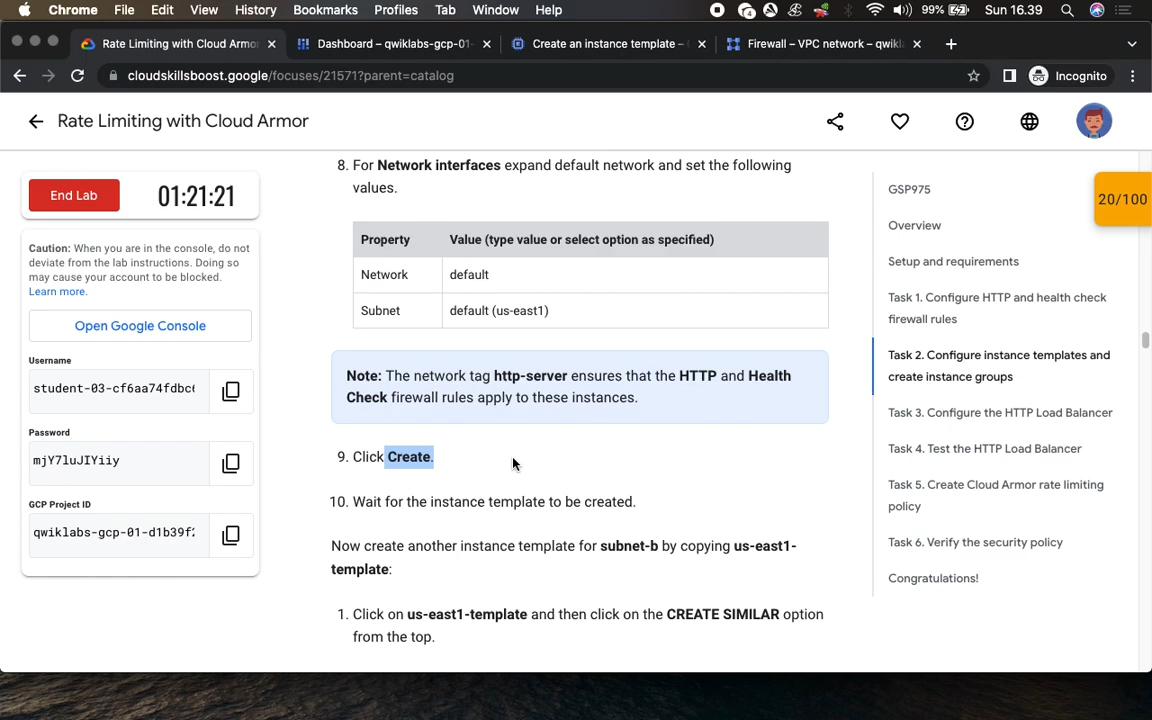 Chrome File Edit View History Bookmarks Profiles Tab Window Help 99% Sun 16.39
Rate Limiting with Cloud Armor
Dashboard – qwiklabs-gcp-01-
Create an instance template –
Firewall – VPC network – qwikl
cloudskillsboost.google/focuses/21571?parent=catalog
Incognito
Rate Limiting with Cloud Armor
End Lab
01:21:21
Caution: When you are in the console, do not
deviate from the lab instructions. Doing so
may cause your account to be blocked.
Learn more.
Open Google Console
Username
student-03-cf6aa74fdbc6
Password
mjY7luJIYiiy
GCP Project ID
qwiklabs-gcp-01-d1b39f2
8. For Network interfaces expand default network and set the following
values.
Property Value (type value or select option as specified)
Network default
Subnet default (us-east1)
Note: The network tag http-server ensures that the HTTP and Health
Check firewall rules apply to these instances.
9. Click Create.
10. Wait for the instance template to be created.
Now create another instance template for subnet-b by copying us-east1-
template:
1. Click on us-east1-template and then click on the CREATE SIMILAR option
from the top.
20/100
GSP975
Overview
Setup and requirements
Task 1. Configure HTTP and health check
firewall rules
Task 2. Configure instance templates and
create instance groups
Task 3. Configure the HTTP Load Balancer
Task 4. Test the HTTP Load Balancer
Task 5. Create Cloud Armor rate limiting
policy
Task 6. Verify the security policy
Congratulations!